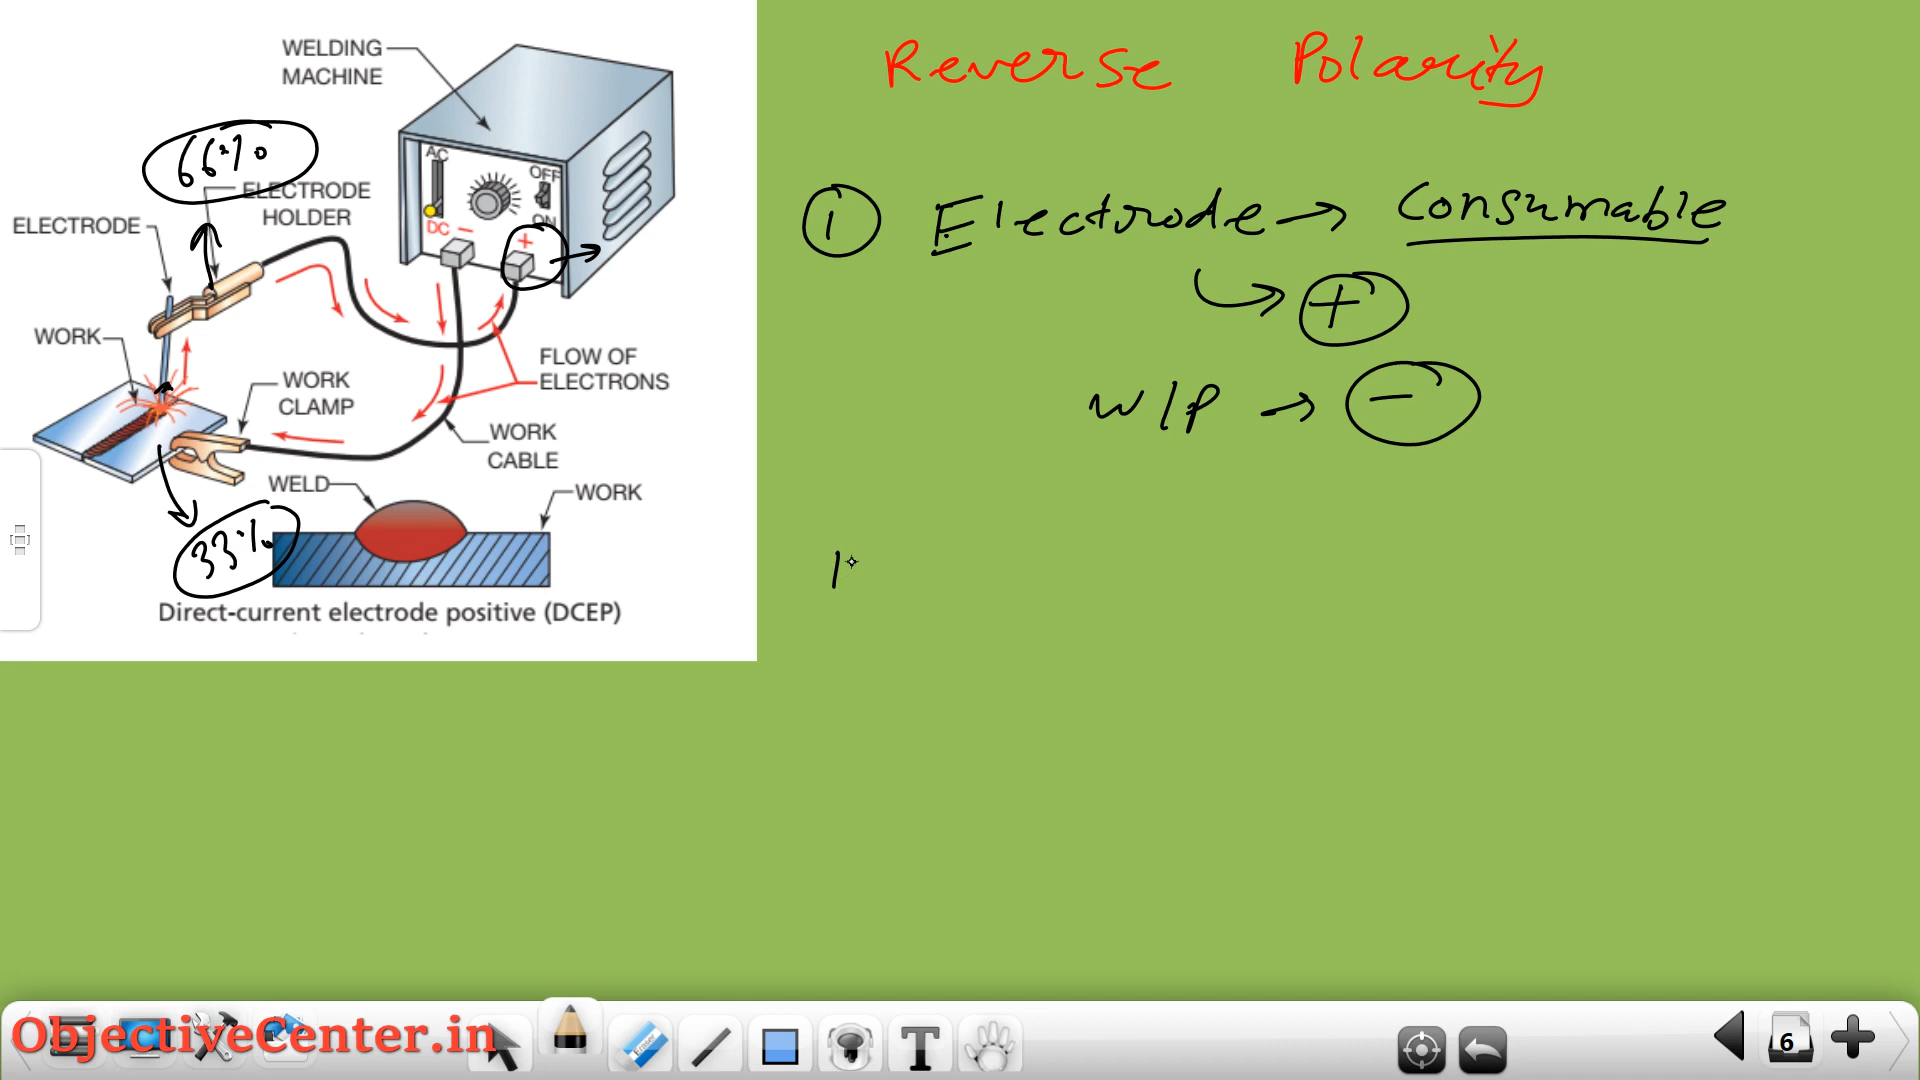 Reverse Polarity
① Electrode → Consumable
+
W/P → −
WELDING
MACHINE
66%
ELECTRODE
HOLDER
ELECTRODE
AC
OFF
ON
DC − +
WORK
FLOW OF
ELECTRONS
WORK
CLAMP
WORK
CABLE
WELD
WORK
33%
Direct-current electrode positive (DCEP)
ObjectiveCenter.in
Eraser
T
6